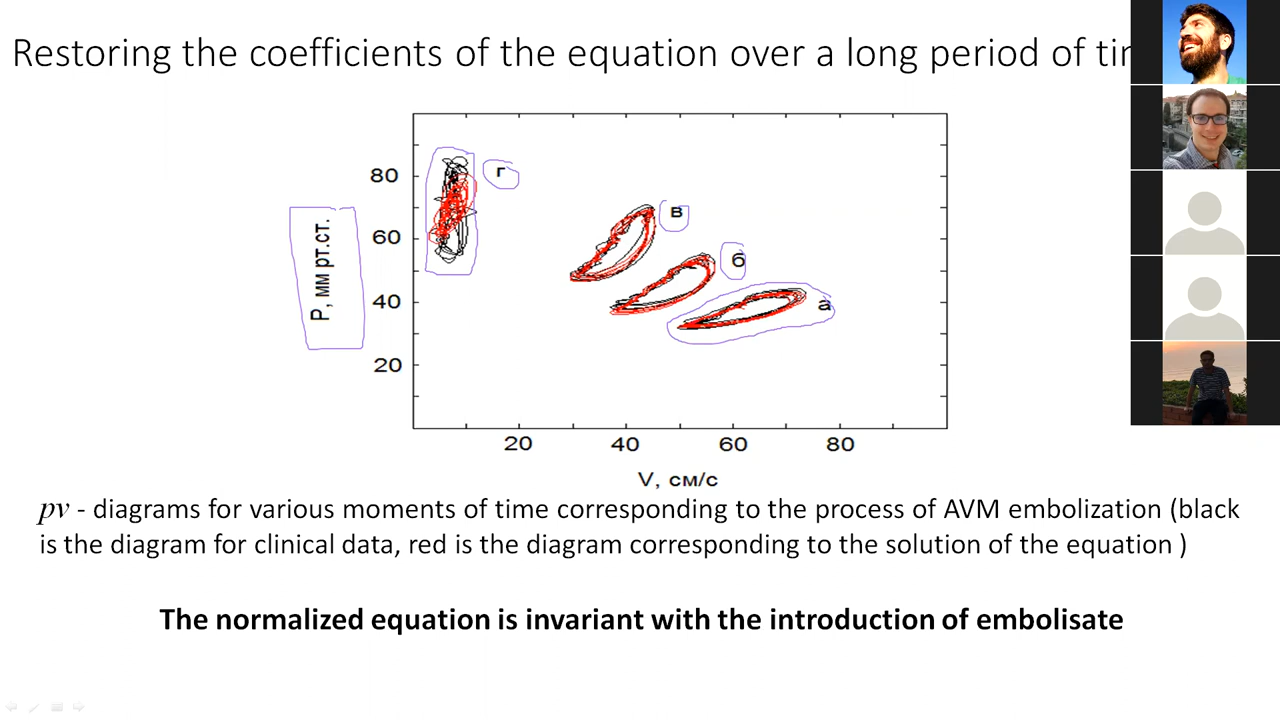 Restoring the coefficients of the equation over a long period of
80
60
40
20
P, мм рт.ст.
г
в
б
а
20 40 60 80
V, см/с
pv - diagrams for various moments of time corresponding to the process of AVM embolization (black
is the diagram for clinical data, red is the diagram corresponding to the solution of the equation )
The normalized equation is invariant with the introduction of embolisate